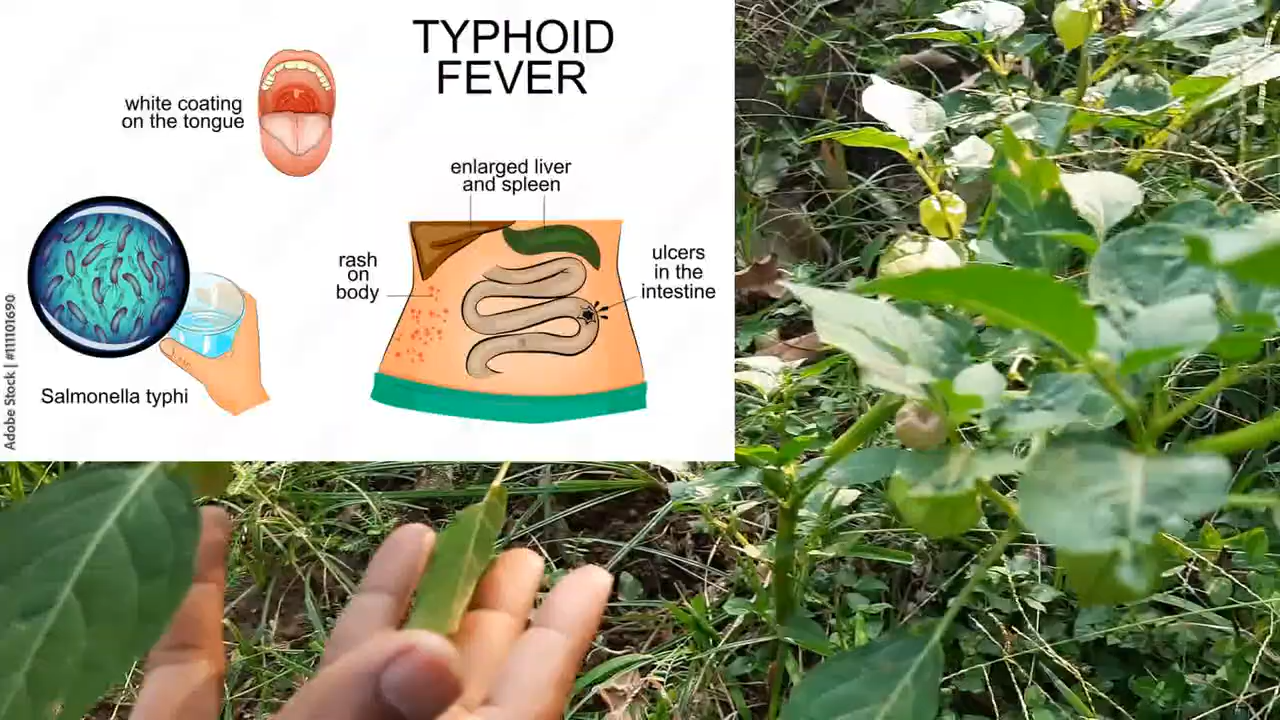 TYPHOID
FEVER
white coating
on the tongue
enlarged liver
and spleen
rash
on
body
ulcers
in the
intestine
Salmonella typhi
Adobe Stock | #111101690